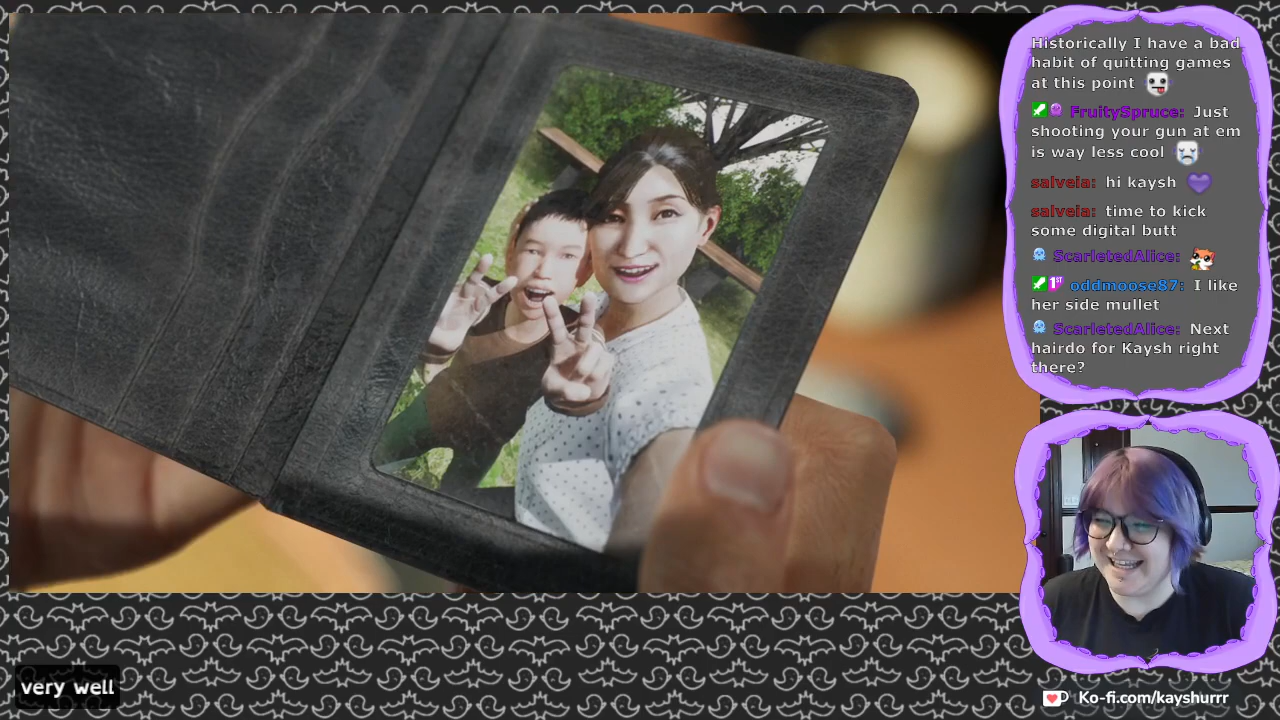 Historically I have a bad
habit of quitting games
at this point
FruitySpruce: Just
shooting your gun at em
is way less cool
salveia: hi kaysh
salveia: time to kick
some digital butt
ScarletedAlice:
1ST oddmoose87: I like
her side mullet
ScarletedAlice: Next
hairdo for Kaysh right
there?
very well
Ko-fi.com/kayshurrr